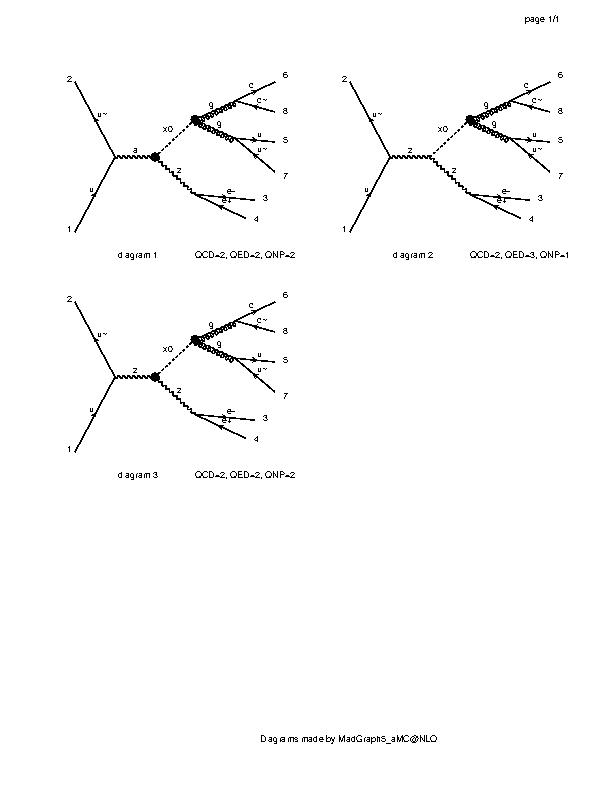 page 1/1
2
u~
u
1
a
x0
z
g
g
c
c~
u
u~
e-
e+
6
8
5
7
3
4
diagram 1 QCD=2, QED=2, QNP=2
2
u~
u
1
z
x0
z
g
g
c
c~
u
u~
e-
e+
6
8
5
7
3
4
diagram 2 QCD=2, QED=3, QNP=1
2
u~
u
1
z
x0
z
g
g
c
c~
u
u~
e-
e+
6
8
5
7
3
4
diagram 3 QCD=2, QED=2, QNP=2
Diagrams made by MadGraph5_aMC@NLO